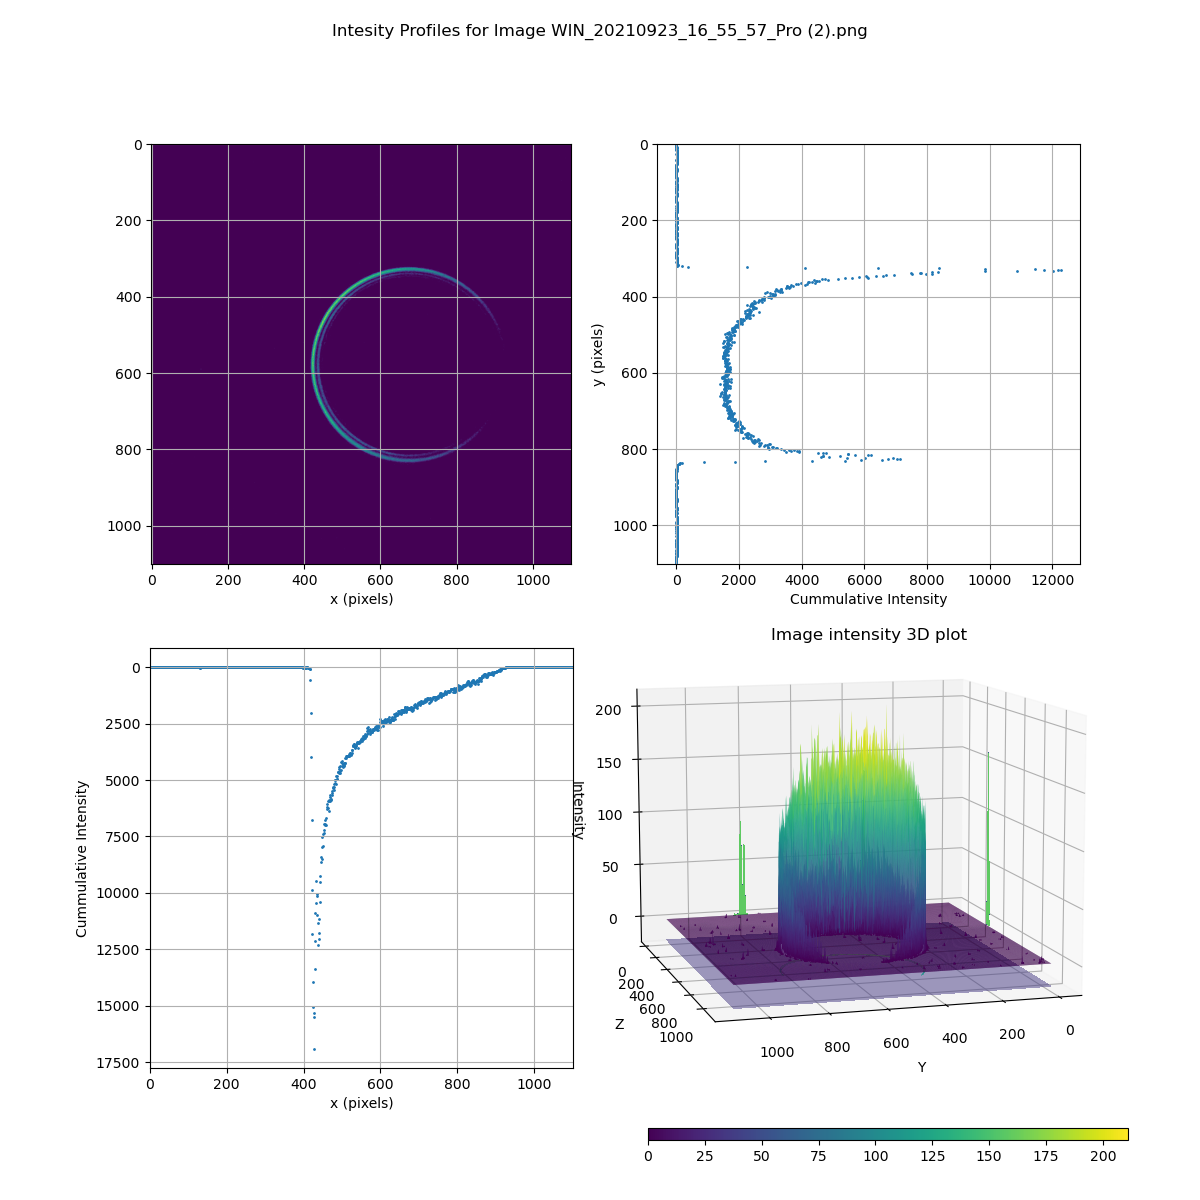 Intesity Profiles for Image WIN_20210923_16_55_57_Pro (2).png
0
200
400
600
800
1000
0 200 400 600 800 1000
x (pixels)
y (pixels)
0
200
400
600
800
1000
0 2000 4000 6000 8000 10000 12000
Cummulative Intensity
Cummulative Intensity
0
2500
5000
7500
10000
12500
15000
17500
0 200 400 600 800 1000
x (pixels)
Image intensity 3D plot
Intensity
200
150
100
50
0
0
200
400
600
800
1000
Z
1000 800 600 400 200 0
Y
0 25 50 75 100 125 150 175 200